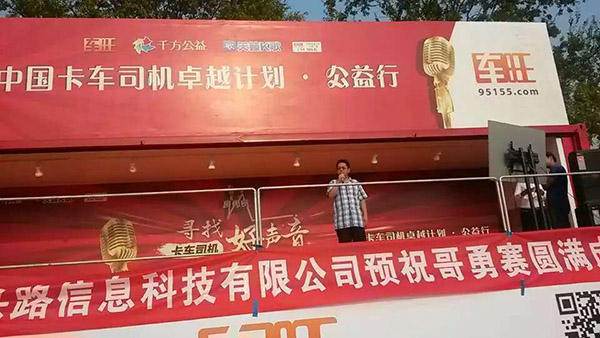 车旺 千方公益
中国卡车司机卓越计划·公益行
车旺
95155.com
寻找
卡车司机
好声音
卡车司机卓越计划·公益行
路信息科技有限公司预祝哥勇赛圆满